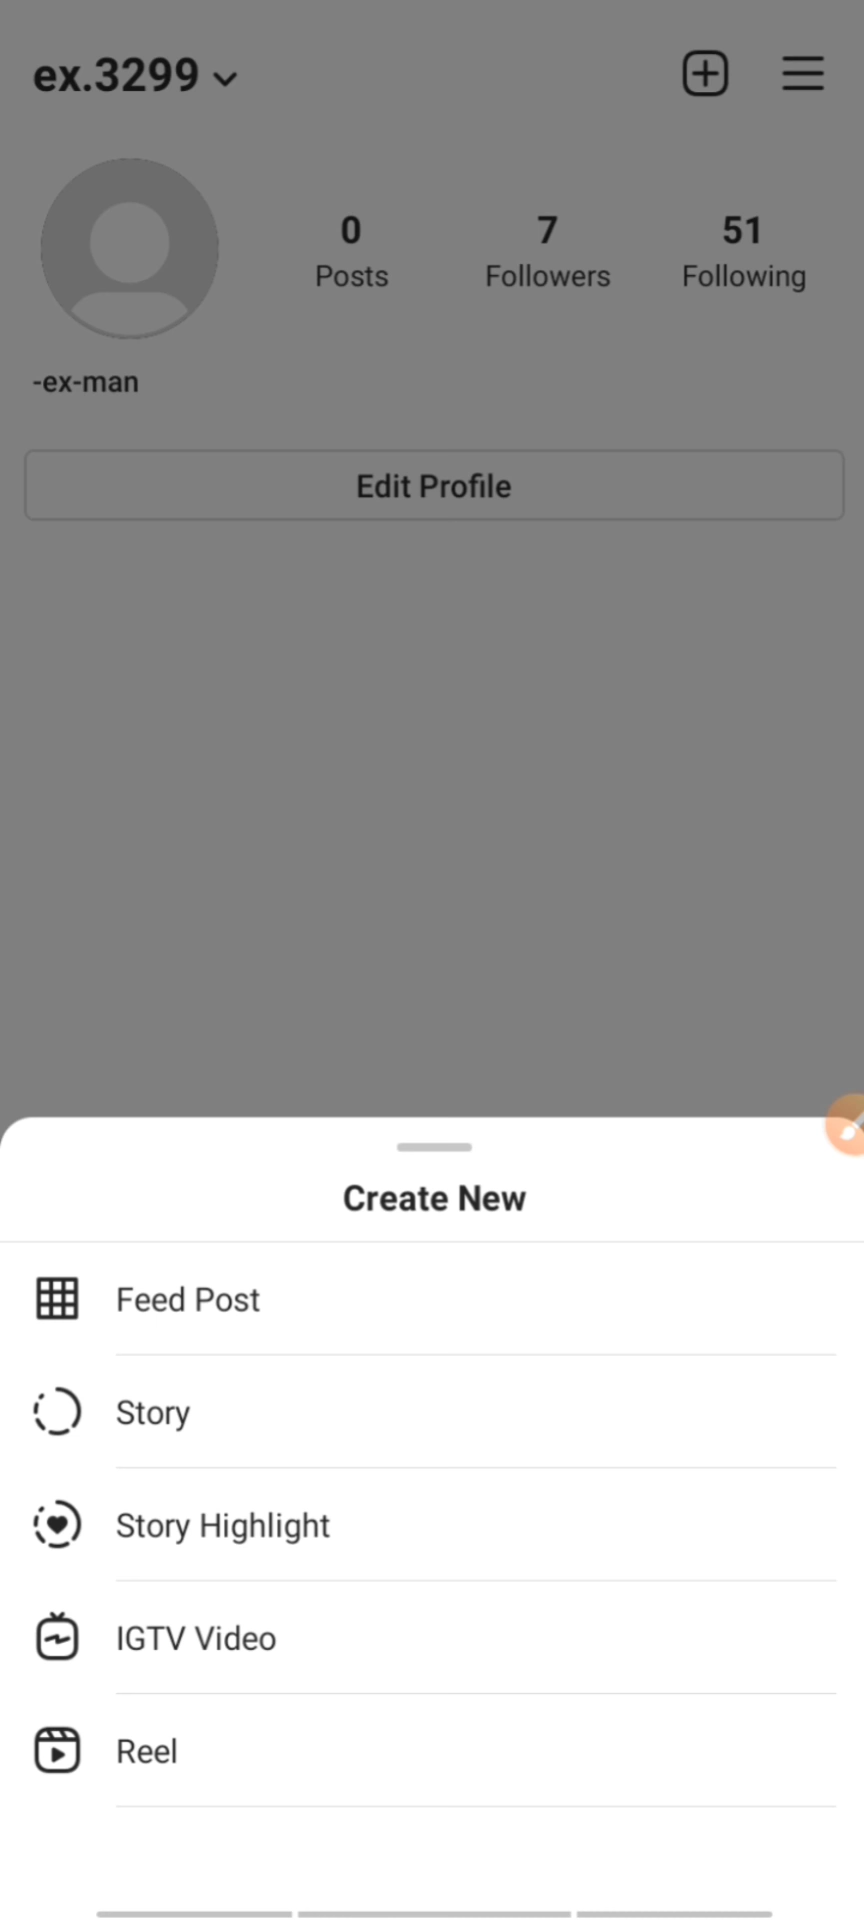 ex.3299
0 7 51
Posts Followers Following
-ex-man
Edit Profile
Create New
Feed Post
Story
Story Highlight
IGTV Video
Reel